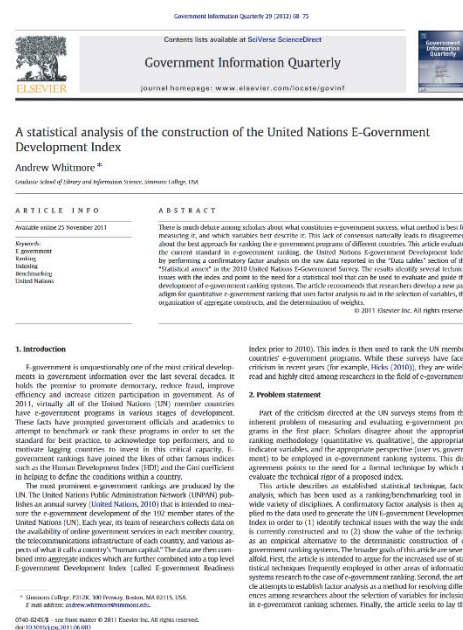 Government Information Quarterly 29 (2012) 68–75
Contents lists available at SciVerse ScienceDirect
Government Information Quarterly
journal homepage: www.elsevier.com/locate/govinf
ELSEVIER
Government
Information
Quarterly
A statistical analysis of the construction of the United Nations E-Government
Development Index
Andrew Whitmore *
Graduate School of Library and Information Science, Simmons College, USA
ARTICLE INFO
Available online 25 November 2011
Keywords:
E-government
Ranking
Indexing
Benchmarking
United Nations
ABSTRACT
There is much debate among scholars about what constitutes e-government success, what method is best f
measuring it, and which variables best describe it. This lack of consensus naturally leads to disagreeme
about the best approach for ranking the e-government programs of different countries. This article evaluate
the current standard in e-government ranking, the United Nations E-Government Development Inde
by performing a confirmatory factor analysis on the raw data reported in the "Data tables" section of th
"Statistical annex" in the 2010 United Nations E-Government Survey. The results identify several technic
issues with the index and point to the need for a statistical tool that can be used to evaluate and guide th
development of e-government ranking systems. The article recommends that researchers develop a new pa
adigm for quantitative e-government ranking that uses factor analysis to aid in the selection of variables, th
organization of aggregate constructs, and the determination of weights.
© 2011 Elsevier Inc. All rights reserve
1. Introduction
E-government is unquestionably one of the most critical develop-
ments in government information over the last several decades. It
holds the promise to promote democracy, reduce fraud, improve
efficiency and increase citizen participation in government. As of
2011, virtually all of the United Nations (UN) member countries
have e-government programs in various stages of development.
These facts have prompted government officials and academics to
attempt to benchmark or rank these programs in order to set the
standard for best practice, to acknowledge top performers, and to
motivate lagging countries to invest in this critical capacity. E-
government rankings have joined the likes of other famous indices
such as the Human Development Index (HDI) and the Gini coefficient
in helping to define the conditions within a country.
The most prominent e-government rankings are produced by the
UN. The United Nations Public Administration Network (UNPAN) pub-
lishes an annual survey (United Nations, 2010) that is intended to mea-
sure the e-government development of the 192 member states of the
United Nations (UN). Each year, its team of researchers collects data on
the availability of online government services in each member country,
the telecommunications infrastructure of each country, and various as-
pects of what it calls a country's "human capital." The data are then com-
bined into aggregate indices which are further combined into a top level
E-government Development Index (called E-government Readiness
* Simmons College, P212K, 300 Fenway, Boston, MA 02115, USA.
E-mail address: andrew.whitmore@simmons.edu.
0740-624X/$ – see front matter © 2011 Elsevier Inc. All rights reserved.
doi:10.1016/j.giq.2011.06.003
Index prior to 2010). This index is then used to rank the UN membe
countries' e-government programs. While these surveys have face
criticism in recent years (for example, Hicks (2010)), they are wide
read and highly cited among researchers in the field of e-government
2. Problem statement
Part of the criticism directed at the UN surveys stems from th
inherent problem of measuring and evaluating e-government pro
grams in the first place. Scholars disagree about the appropriat
ranking methodology (quantitative vs. qualitative), the appropriat
indicator variables, and the appropriate perspective (user vs. govern
ment) to be employed in e-government ranking systems. This dis
agreement points to the need for a formal technique by which t
evaluate the technical rigor of a proposed index.
This article describes an established statistical technique, facto
analysis, which has been used as a ranking/benchmarking tool in
wide variety of disciplines. A confirmatory factor analysis is then ap
plied to the data used to generate the UN E-Government Developmen
Index in order to (1) identify technical issues with the way the inde
is currently constructed and to (2) show the value of the techniqu
as an empirical alternative to the deterministic construction of e
government ranking systems. The broader goals of this article are sever
alfold. First, the article is intended to argue for the increased use of sta
tistical techniques frequently employed in other areas of informatio
systems research to the case of e-government ranking. Second, the arti
cle attempts to establish factor analysis as a method for resolving differ
ences among researchers about the selection of variables for inclusio
in e-government ranking schemes. Finally, the article seeks to lay th